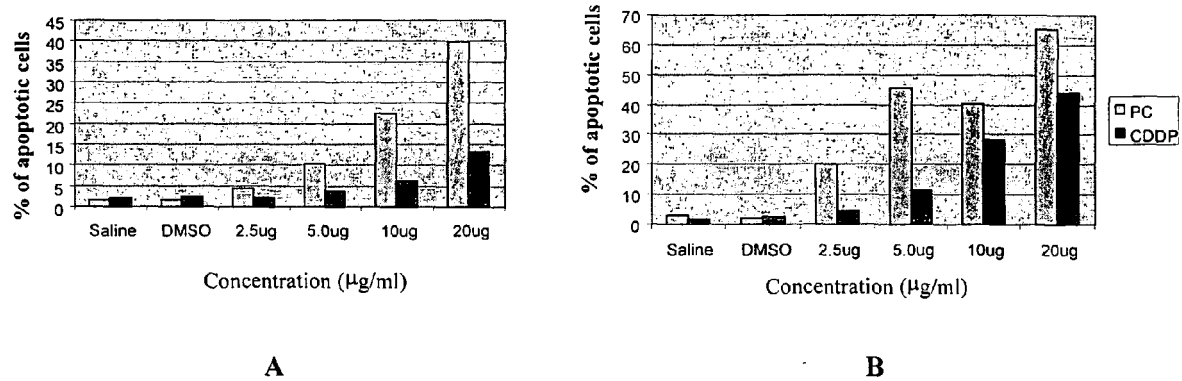 % of apoptotic cells
45
40
35
30
25
20
15
10
5
0
Saline DMSO 2.5ug 5.0ug 10ug 20ug
Concentration (µg/ml)
A
% of apoptotic cells
70
60
50
40
30
20
10
0
Saline DMSO 2.5ug 5.0ug 10ug 20ug
Concentration (µg/ml)
B
PC
CDDP